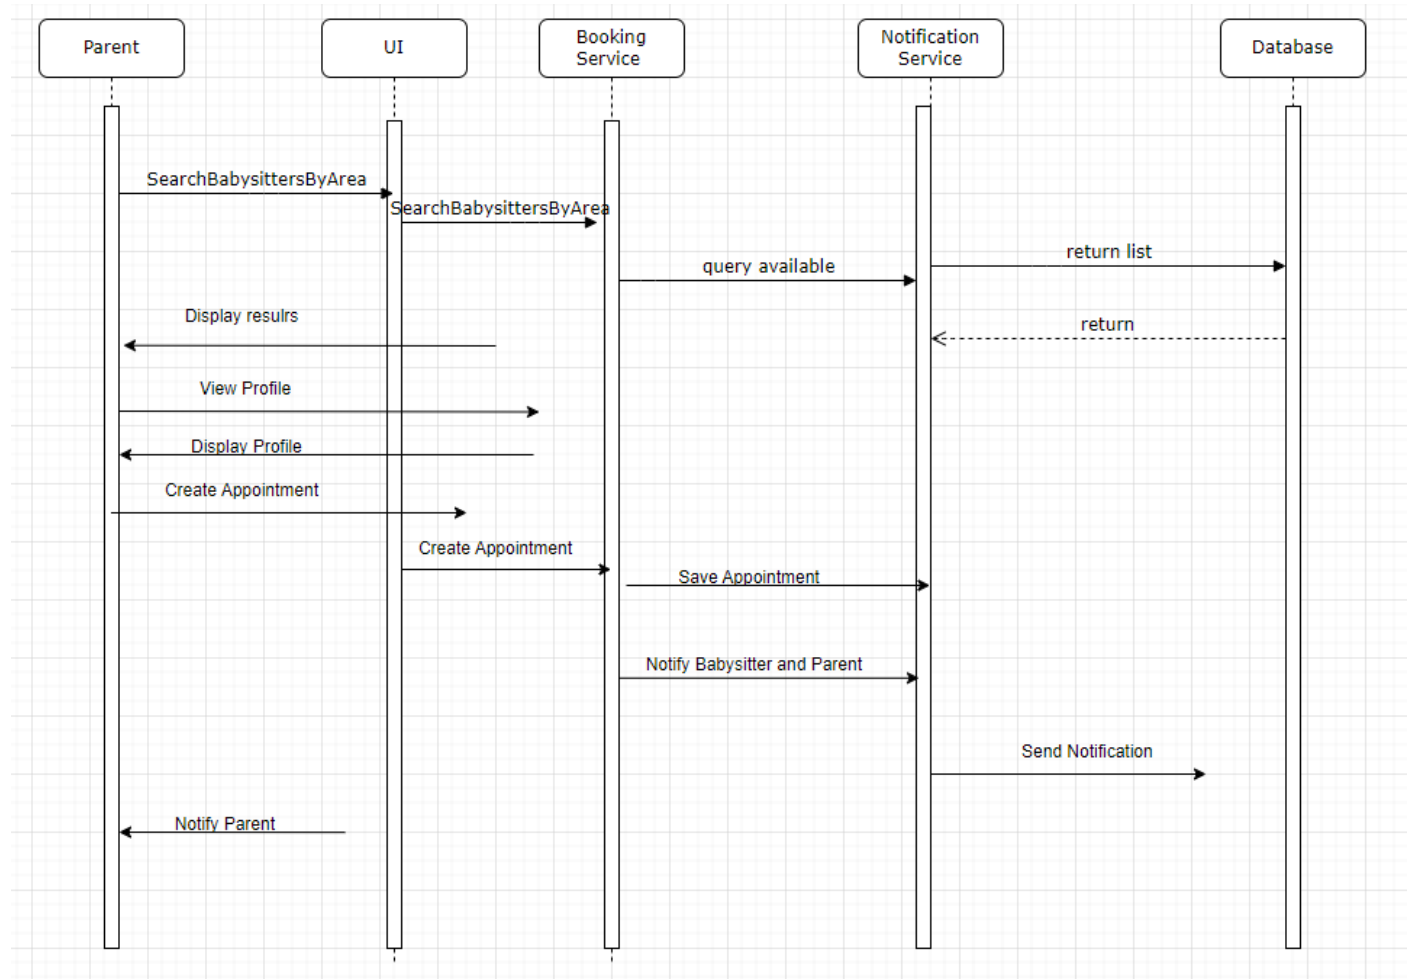 Parent
UI
Booking
Service
Notification
Service
Database
SearchBabysittersByArea
SearchBabysittersByArea
return list
query available
Display resulrs
return
View Profile
Display Profile
Create Appointment
Create Appointment
Save Appointment
Notify Babysitter and Parent
Send Notification
Notify Parent